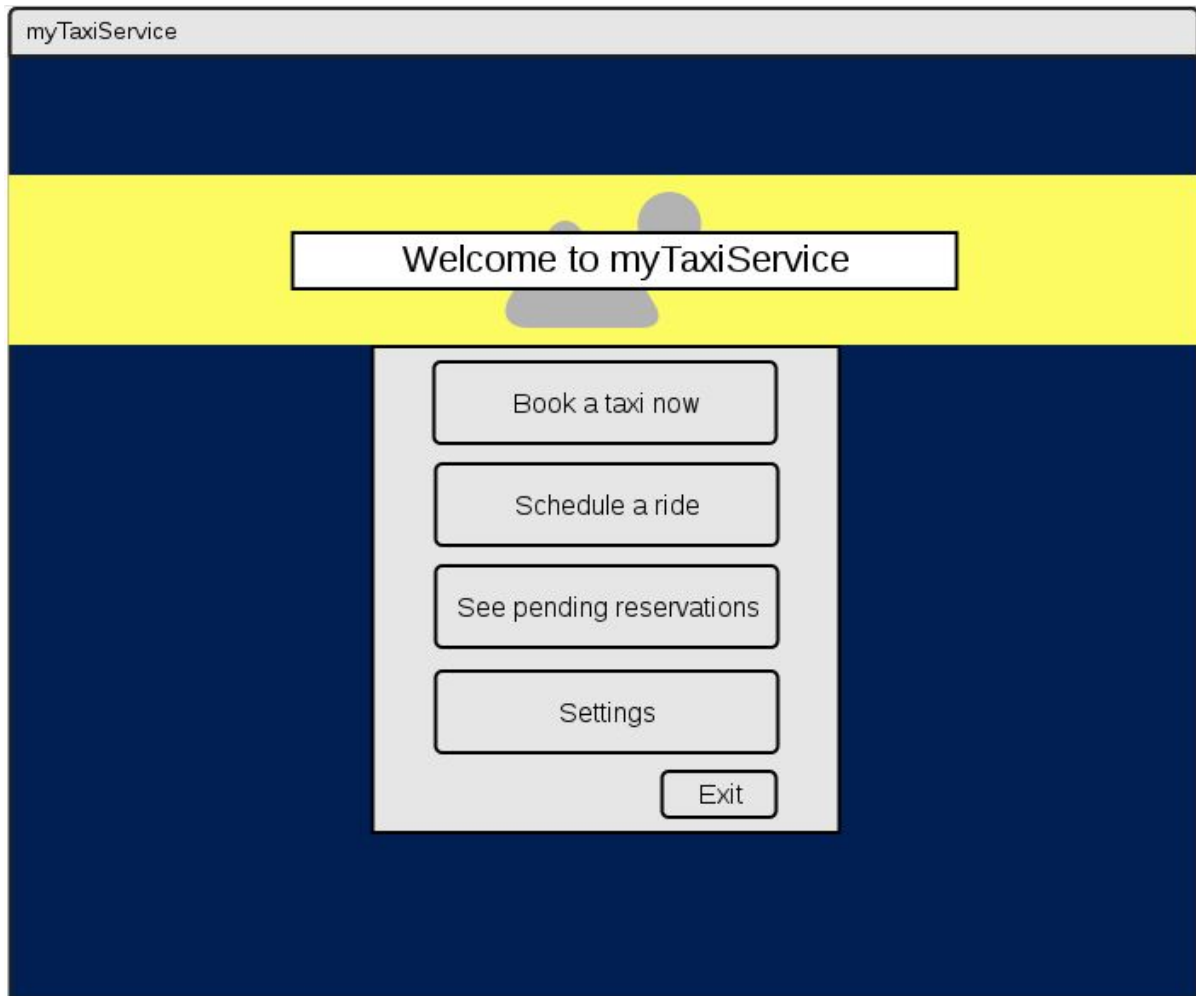 myTaxiService
Welcome to myTaxiService
Book a taxi now
Schedule a ride
See pending reservations
Settings
Exit